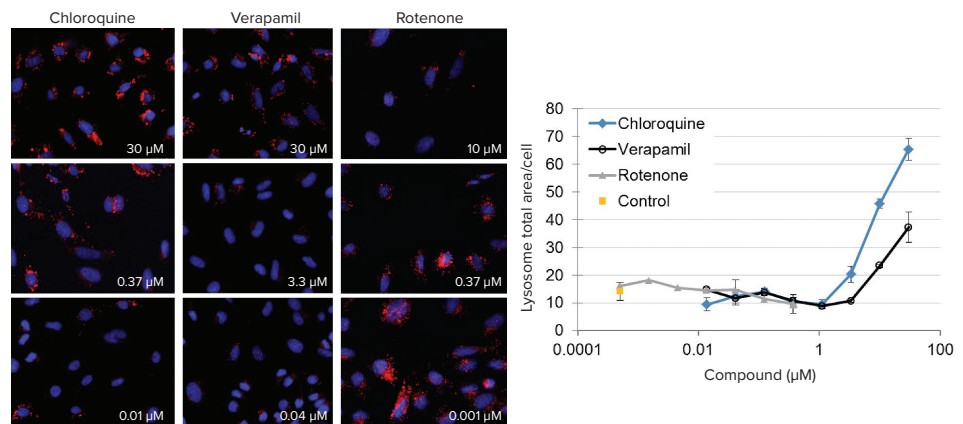 Chloroquine
Verapamil
Rotenone
30 µM
30 µM
10 µM
0.37 µM
3.3 µM
0.37 µM
0.01 µM
0.04 µM
0.001 µM
Lysosome total area/cell
80
70
60
50
40
30
20
10
0
Chloroquine
Verapamil
Rotenone
Control
0.0001
0.01
1
100
Compound (µM)